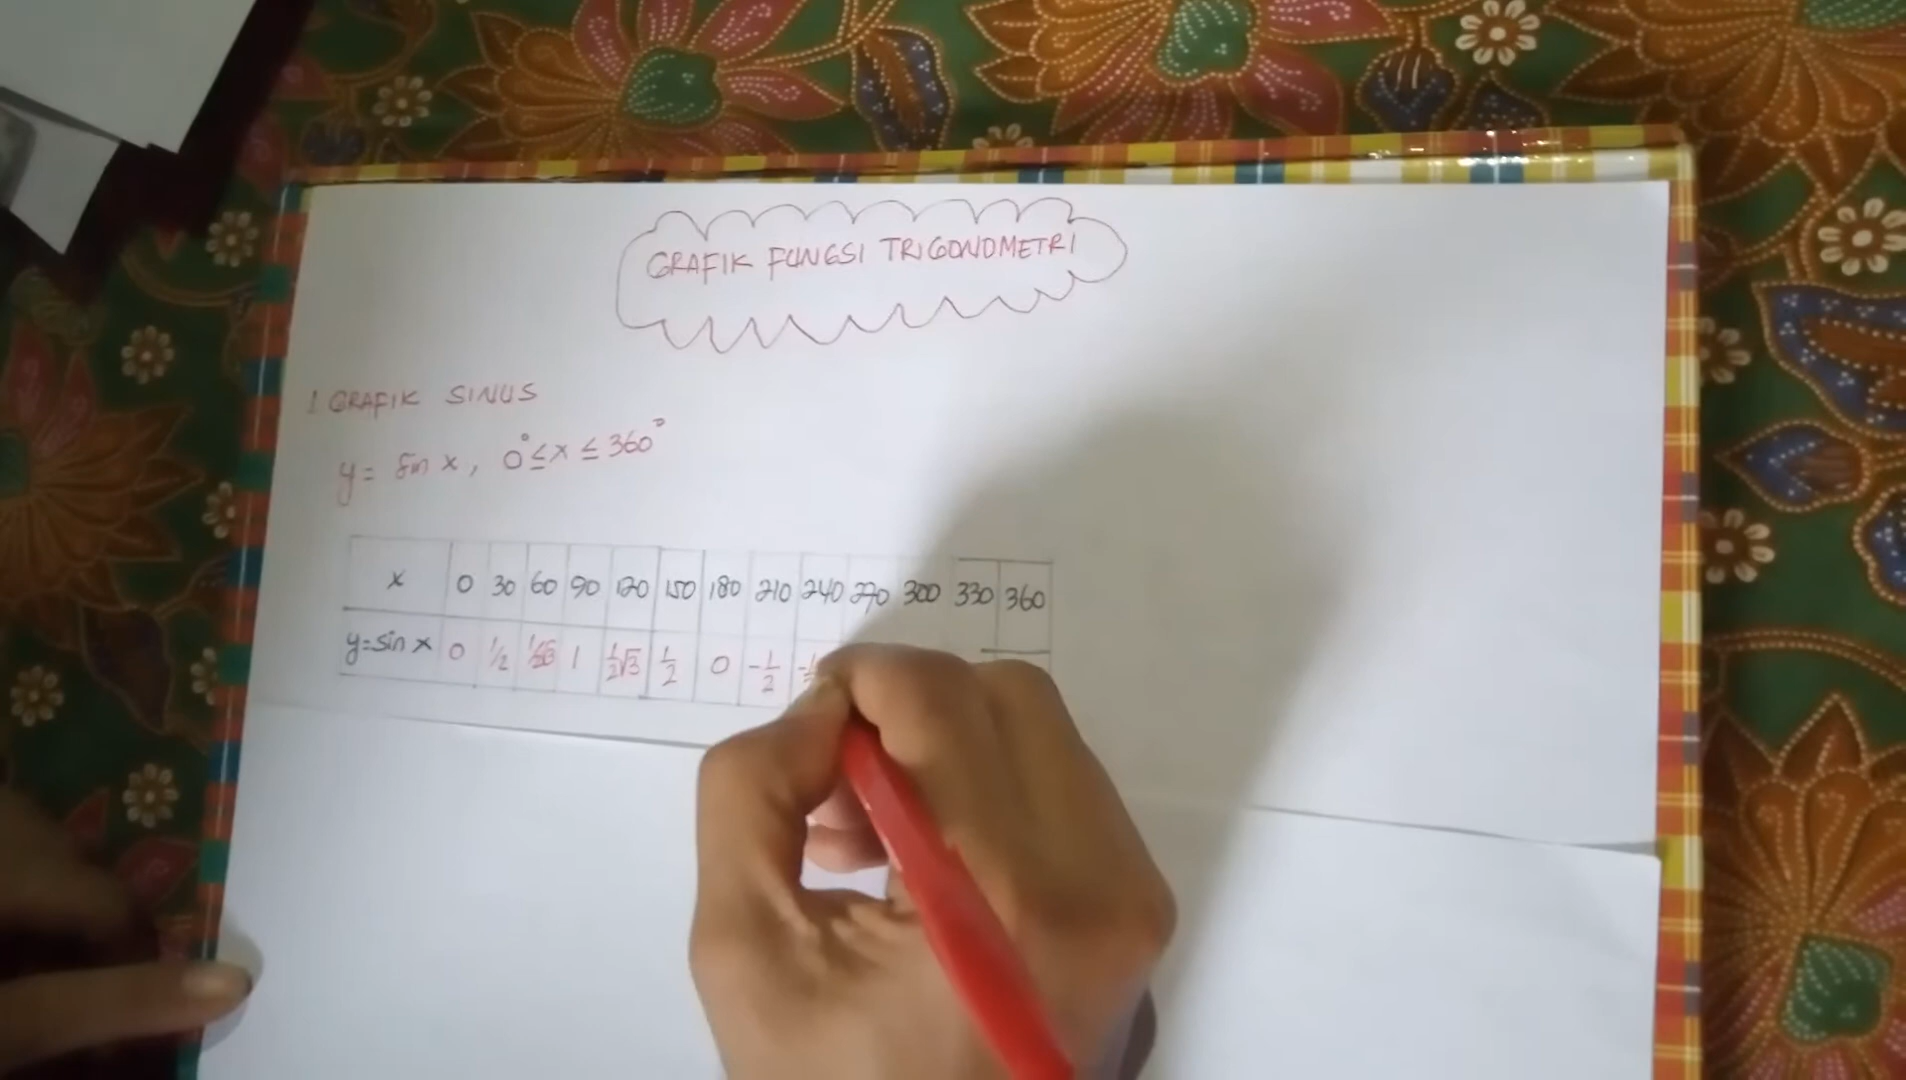 GRAFIK FUNGSI TRIGONOMETRI
1 GRAFIK SINUS
y = sin x, 0° ≤ x ≤ 360°
x 0 30 60 90 120 150 180 210 240 270 300 330 360
y=sin x 0 1/2 1/2√3 1 1/2√3 1/2 0 -1/2